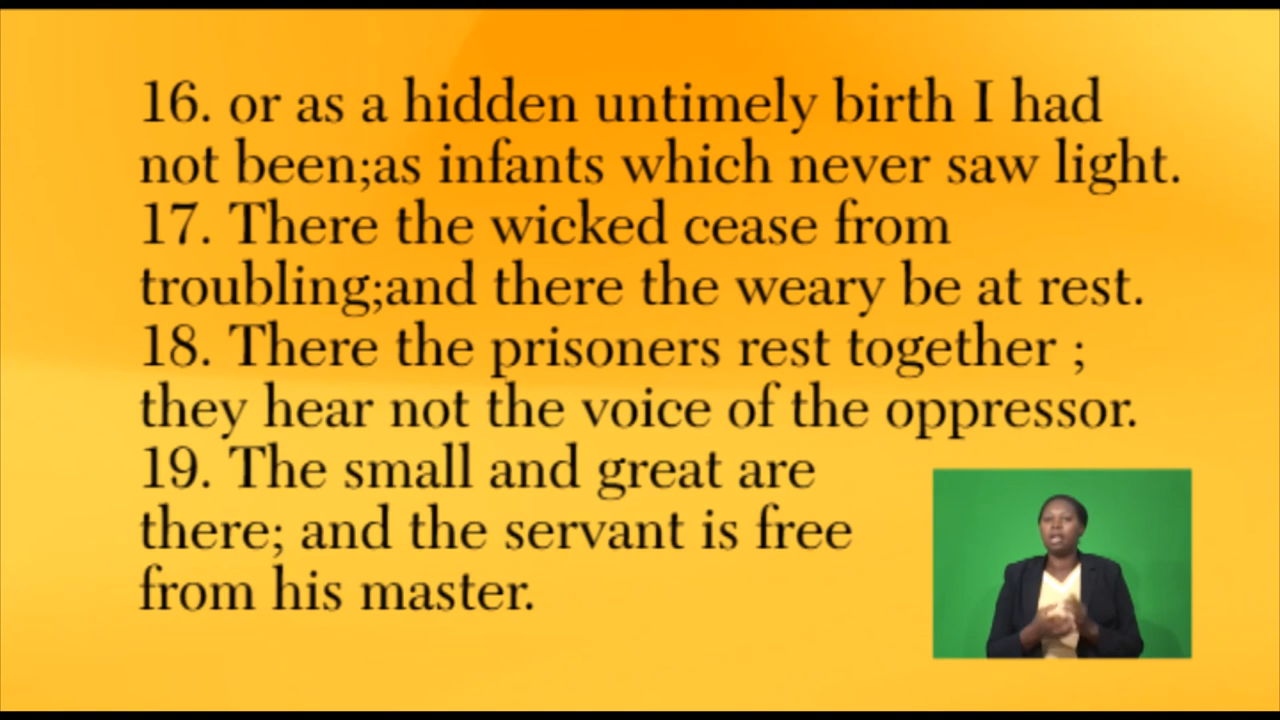 16. or as a hidden untimely birth I had
not been;as infants which never saw light.
17. There the wicked cease from
troubling;and there the weary be at rest.
18. There the prisoners rest together ;
they hear not the voice of the oppressor.
19. The small and great are
there; and the servant is free
from his master.